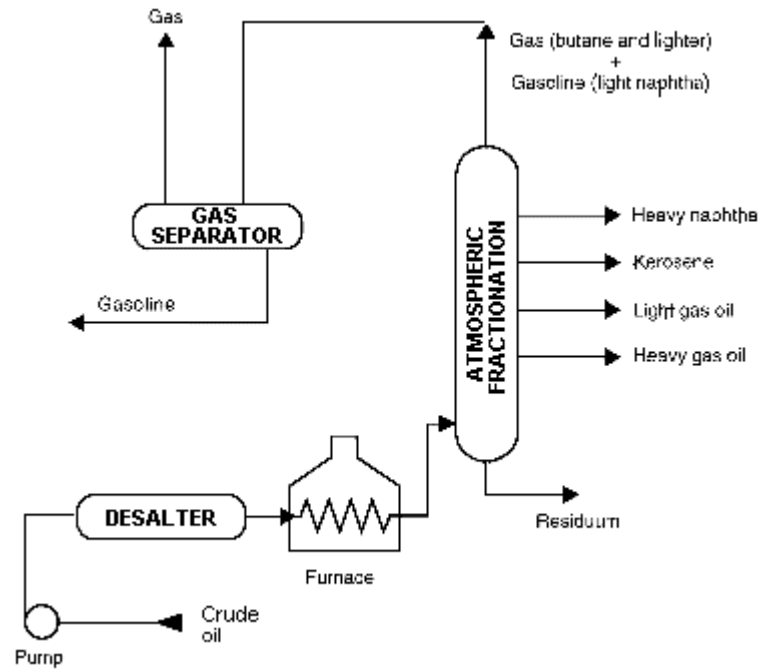 Gas
Gas (butane and lighter)
+
Gasoline (light naphtha)
GAS
SEPARATOR
Heavy naphtha
Kerosene
Light gas oil
Heavy gas oil
ATMOSPHERIC
FRACTIONATION
Gasoline
DESALTER
Residuum
Furnace
Crude
oil
Pump